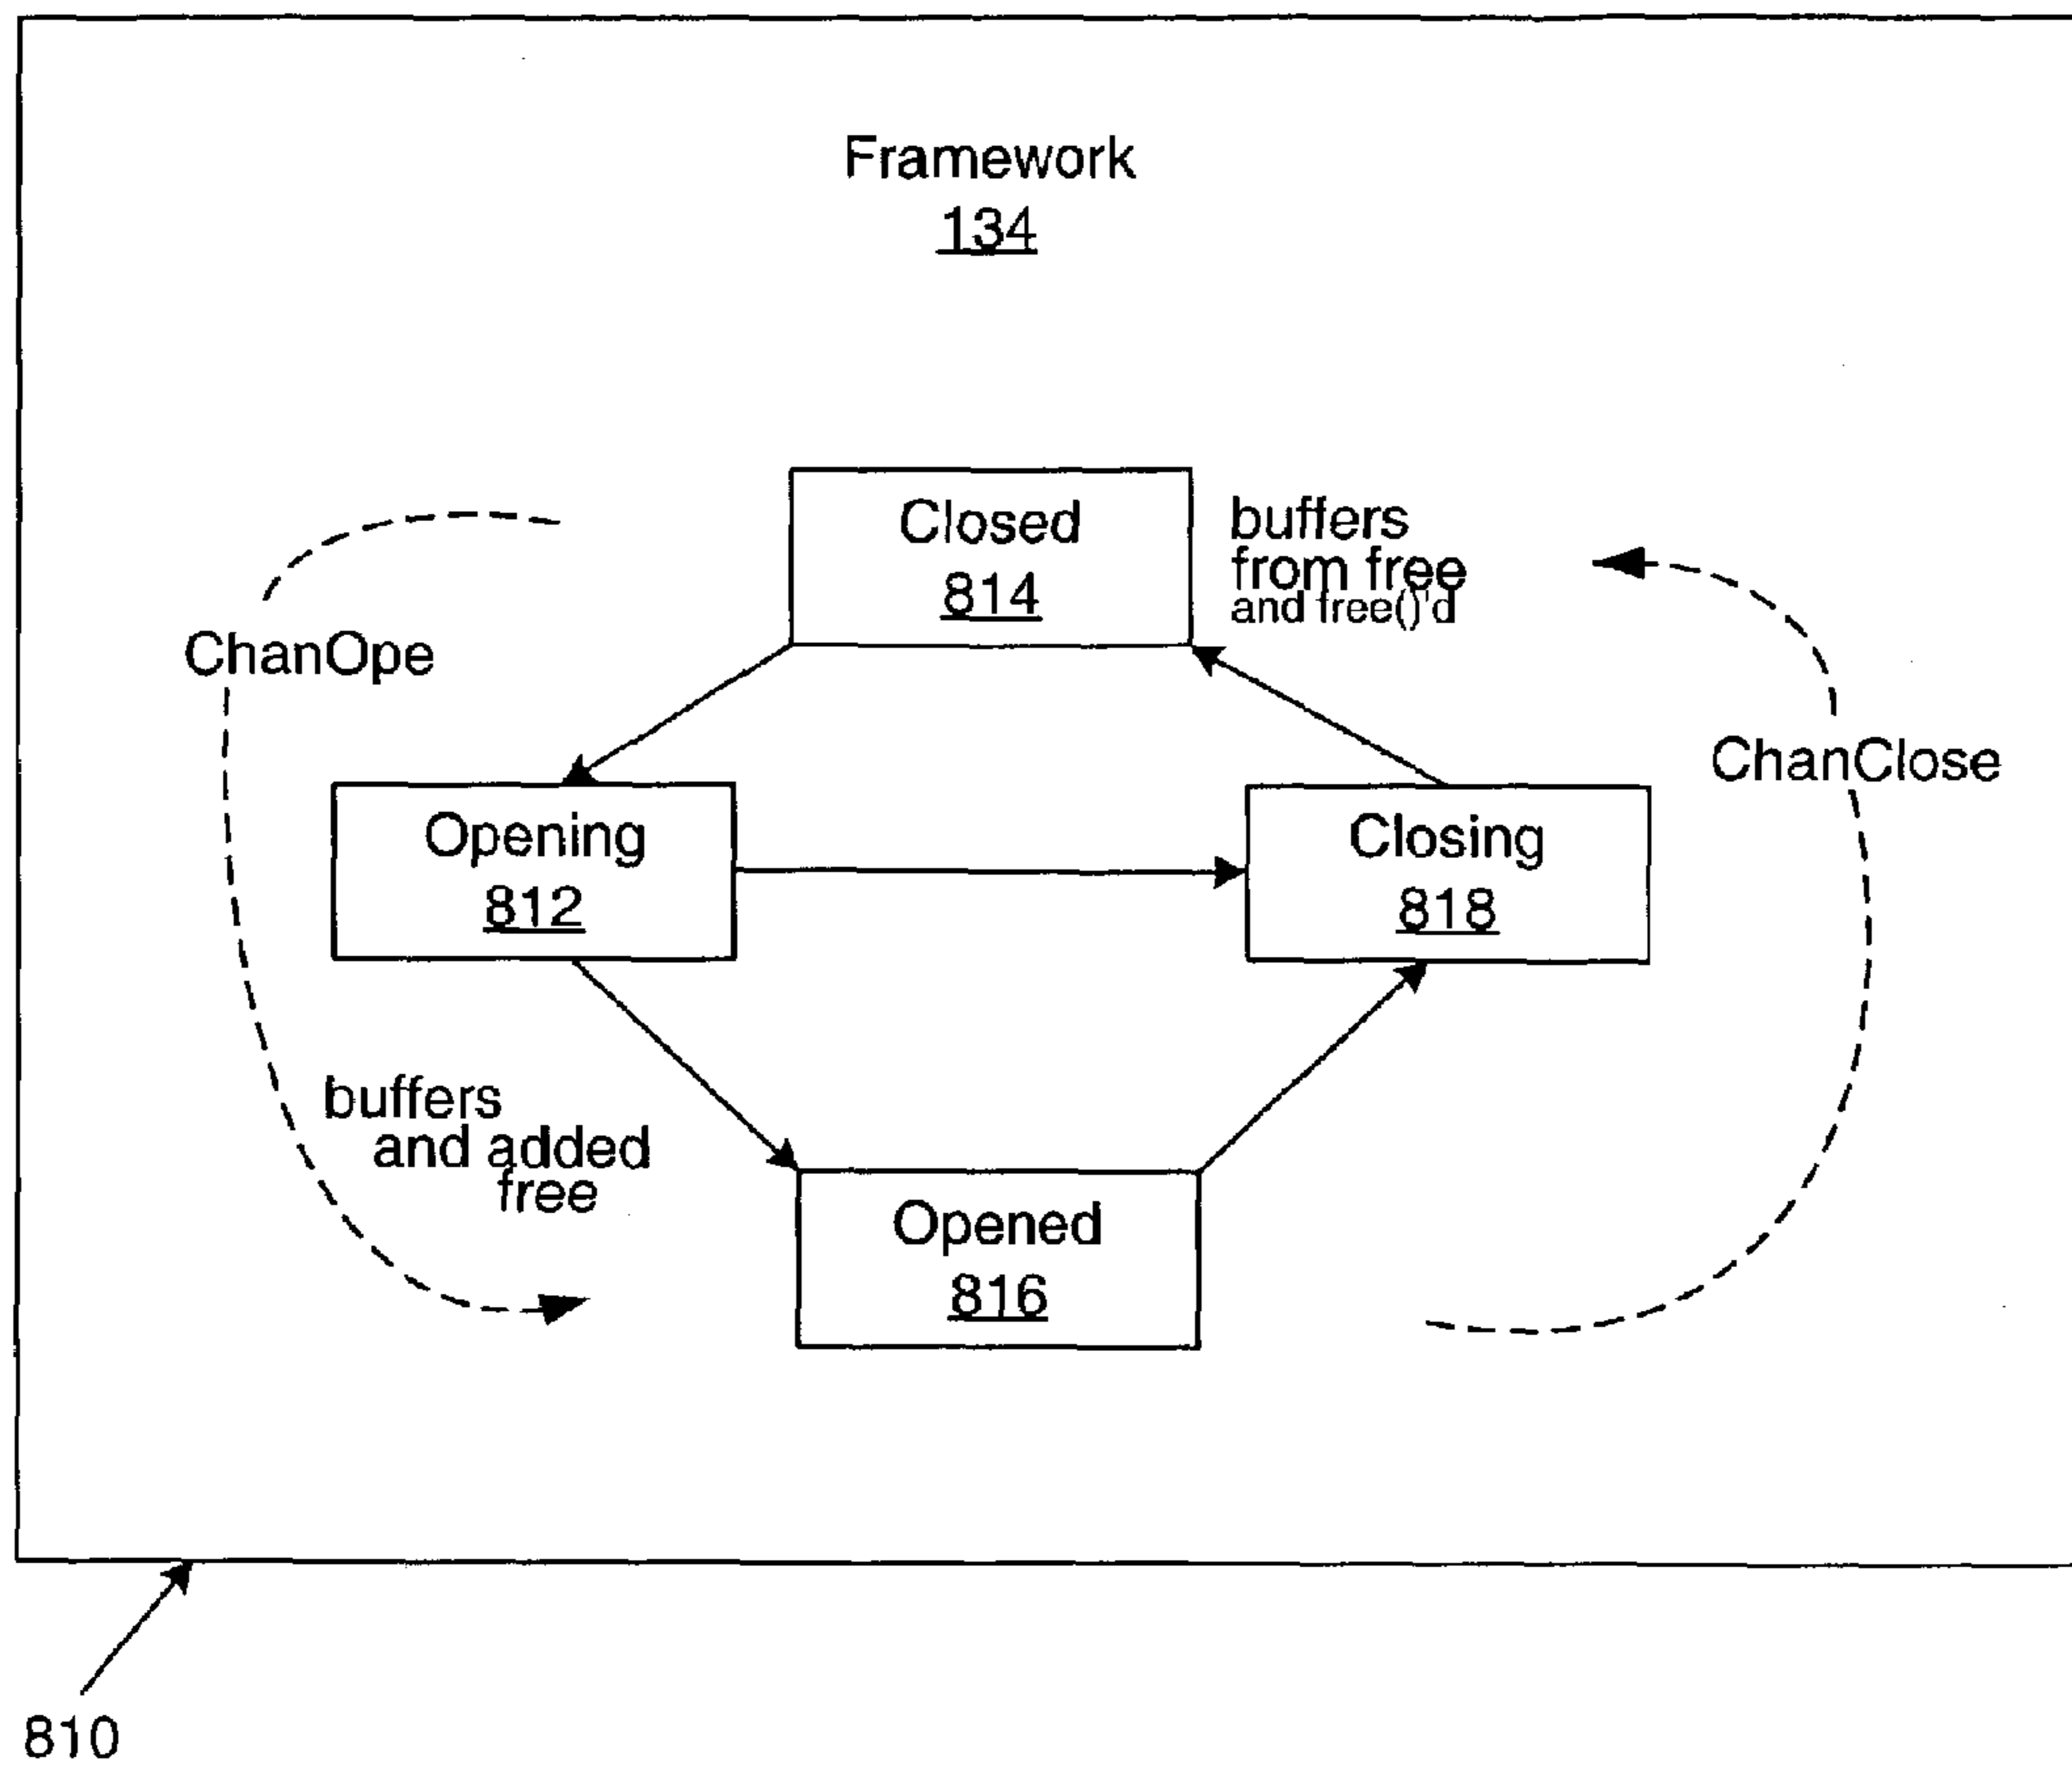 Framework
134
Closed
814
buffers
from free
and free()'d
ChanOpe
ChanClose
Opening
812
Closing
818
buffers
and added
free
Opened
816
810